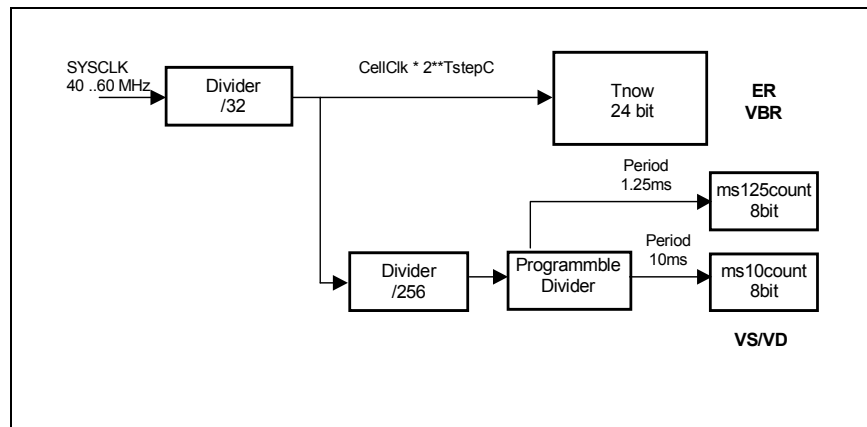 SYSCLK
40 ..60 MHz
Divider
/32
CellClk * 2**TstepC
Tnow
24 bit
ER
VBR
Period
1.25ms
ms125count
8bit
Divider
/256
Programmble
Divider
Period
10ms
ms10count
8bit
VS/VD